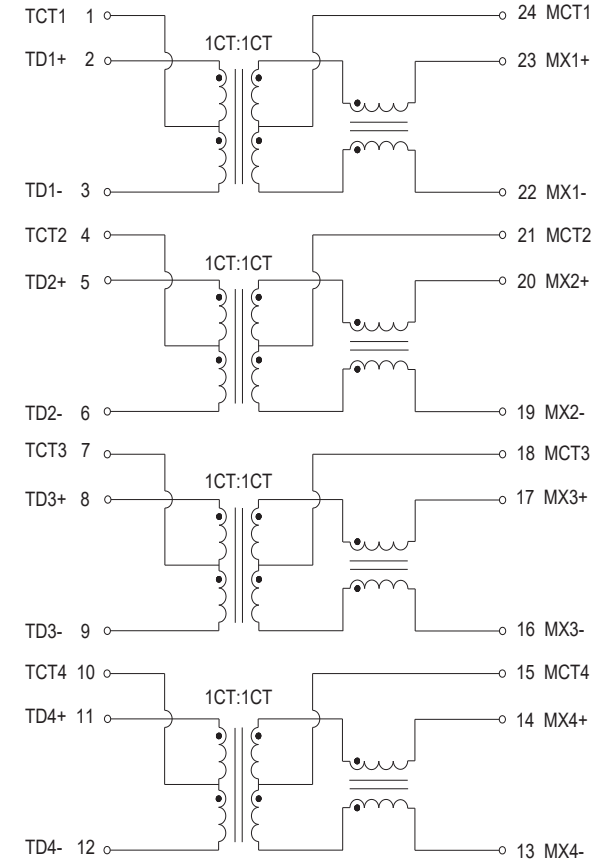 TCT1 1
24 MCT1
1CT:1CT
TD1+ 2
23 MX1+
TD1- 3
22 MX1-
TCT2 4
21 MCT2
1CT:1CT
TD2+ 5
20 MX2+
TD2- 6
19 MX2-
TCT3 7
18 MCT3
1CT:1CT
TD3+ 8
17 MX3+
TD3- 9
16 MX3-
TCT4 10
15 MCT4
1CT:1CT
TD4+ 11
14 MX4+
TD4- 12
13 MX4-